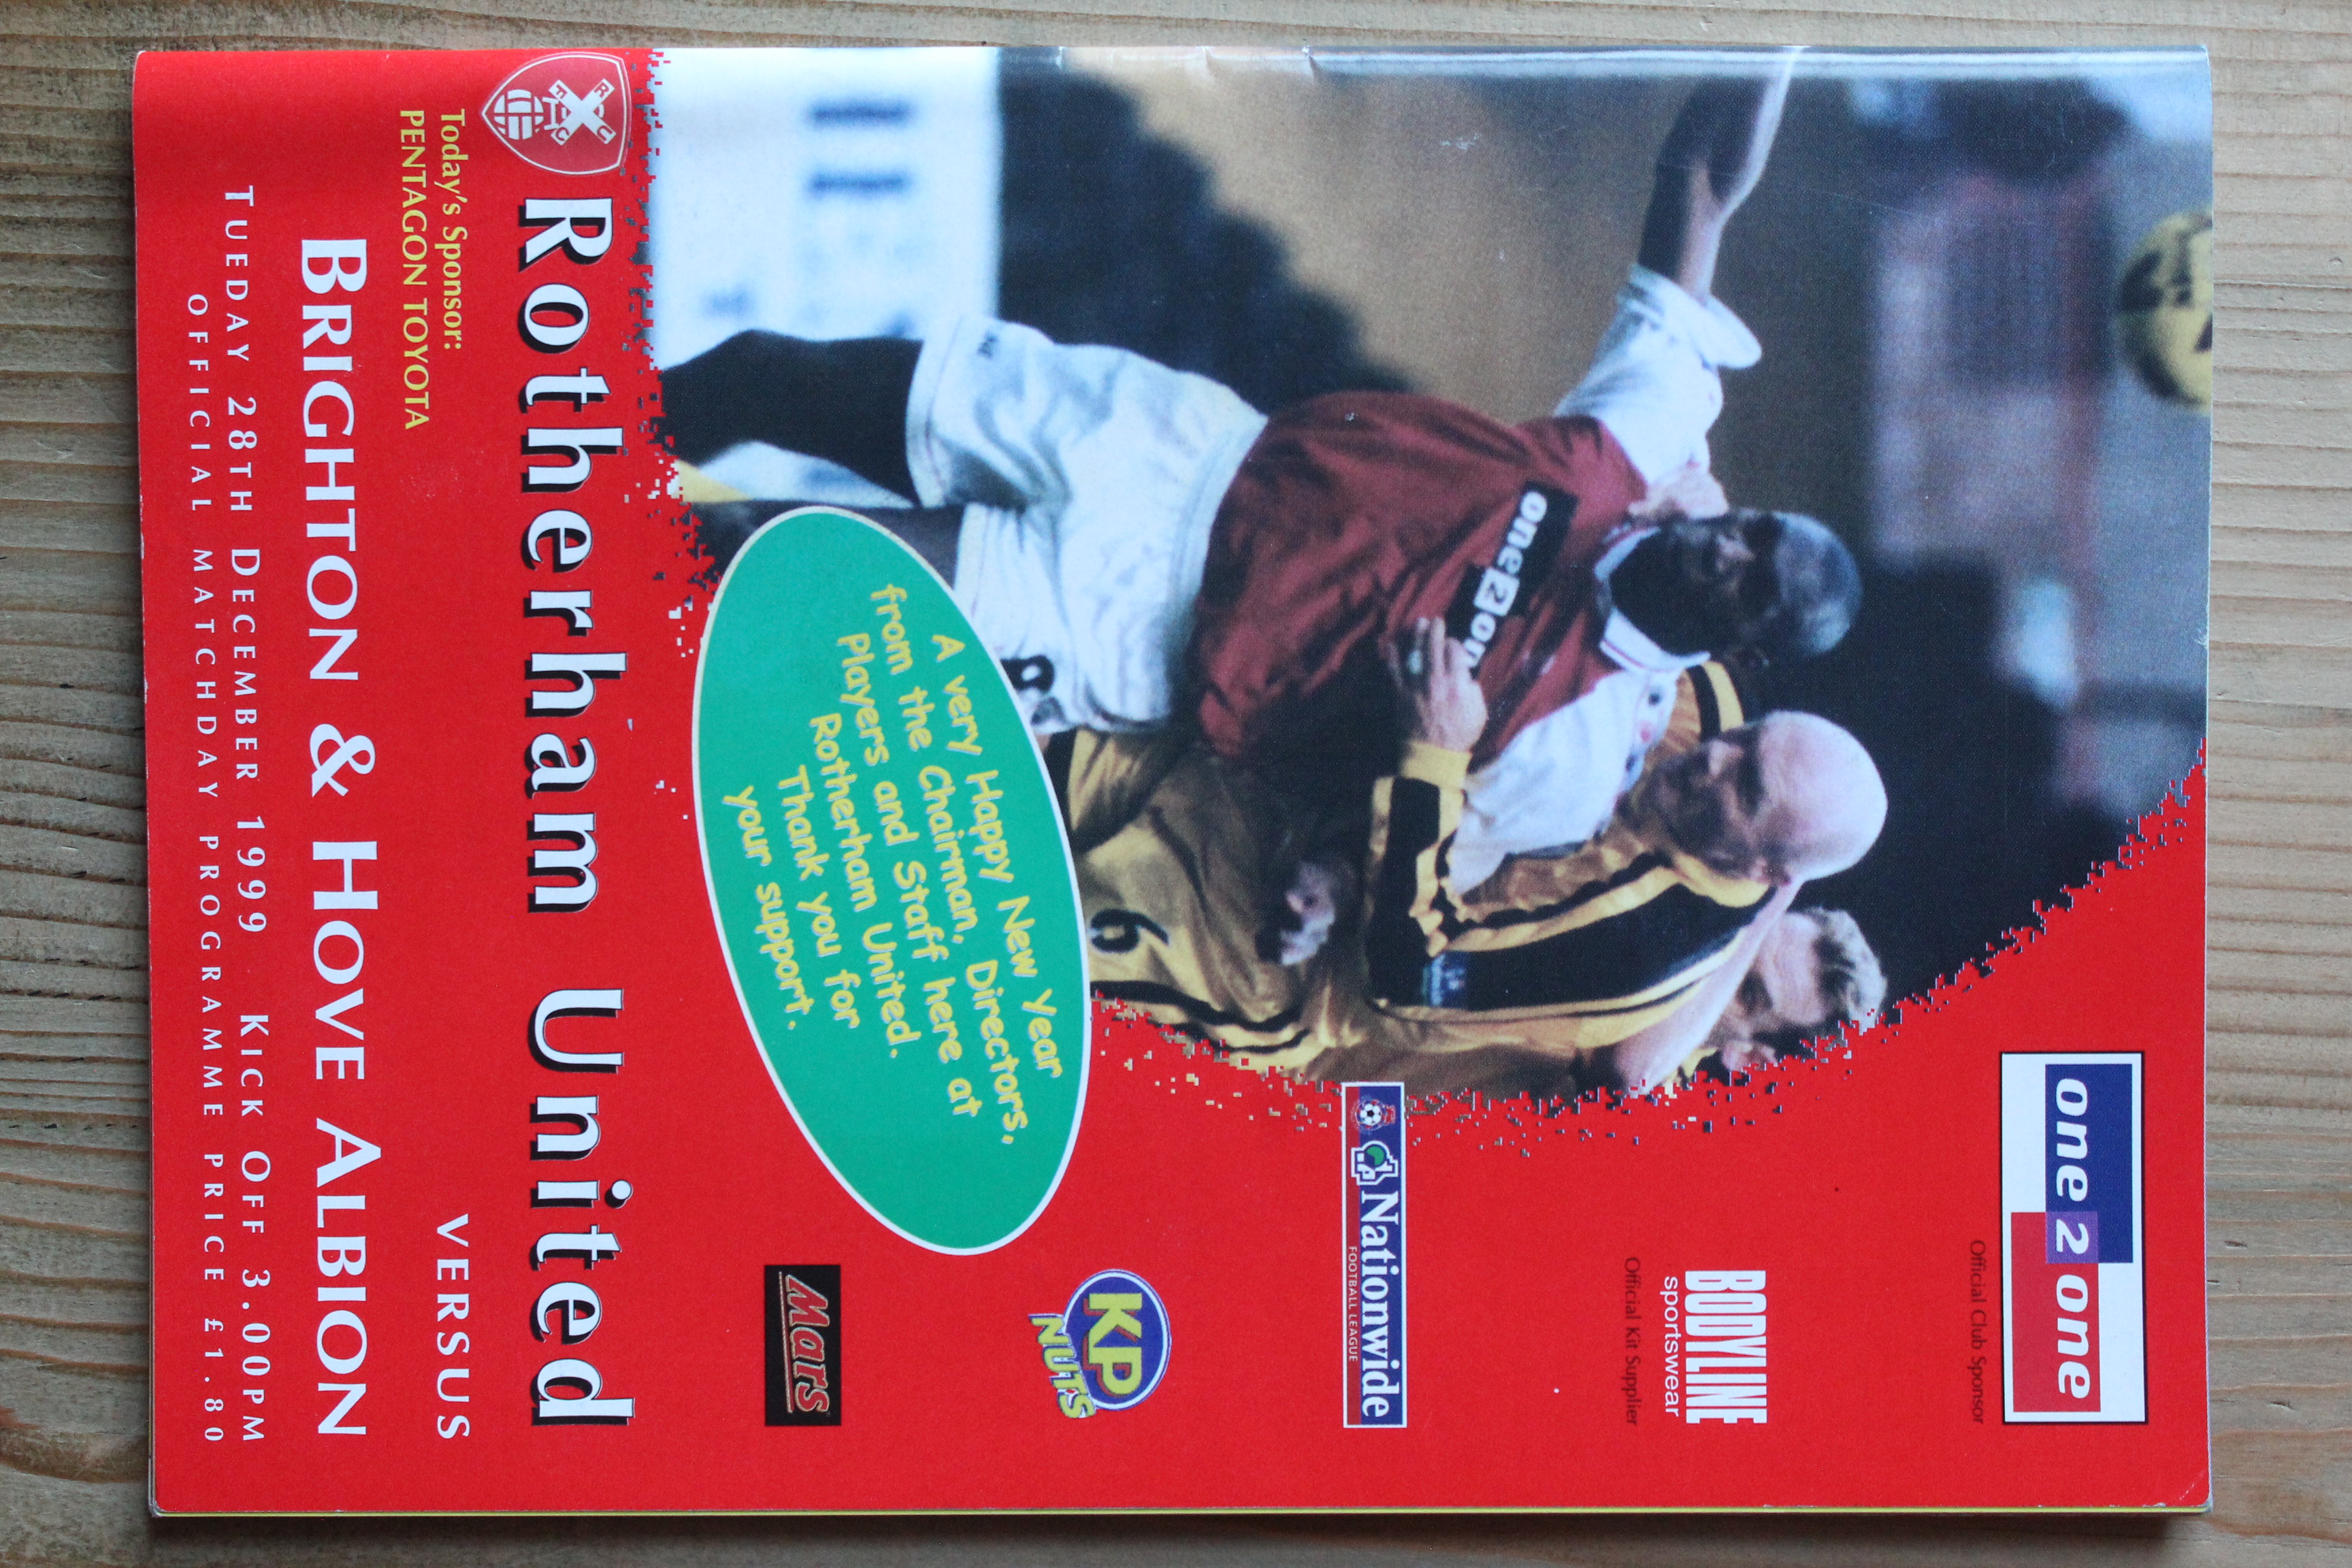 one2one
Official Club Sponsor
BODYLINE
sportswear
Official Kit Supplier
Nationwide
FOOTBALL LEAGUE
KP
NUTS
Mars
one2on
6
8
A very Happy New Year
from the Chairman, Directors,
Players and Staff here at
Rotherham United.
Thank you for
your support.
R
U
F
C
Rotherham United
Today's Sponsor:
PENTAGON TOYOTA
VERSUS
BRIGHTON & HOVE ALBION
TUEDAY 28TH DECEMBER 1999 KICK OFF 3.00PM
OFFICIAL MATCHDAY PROGRAMME PRICE £1.80